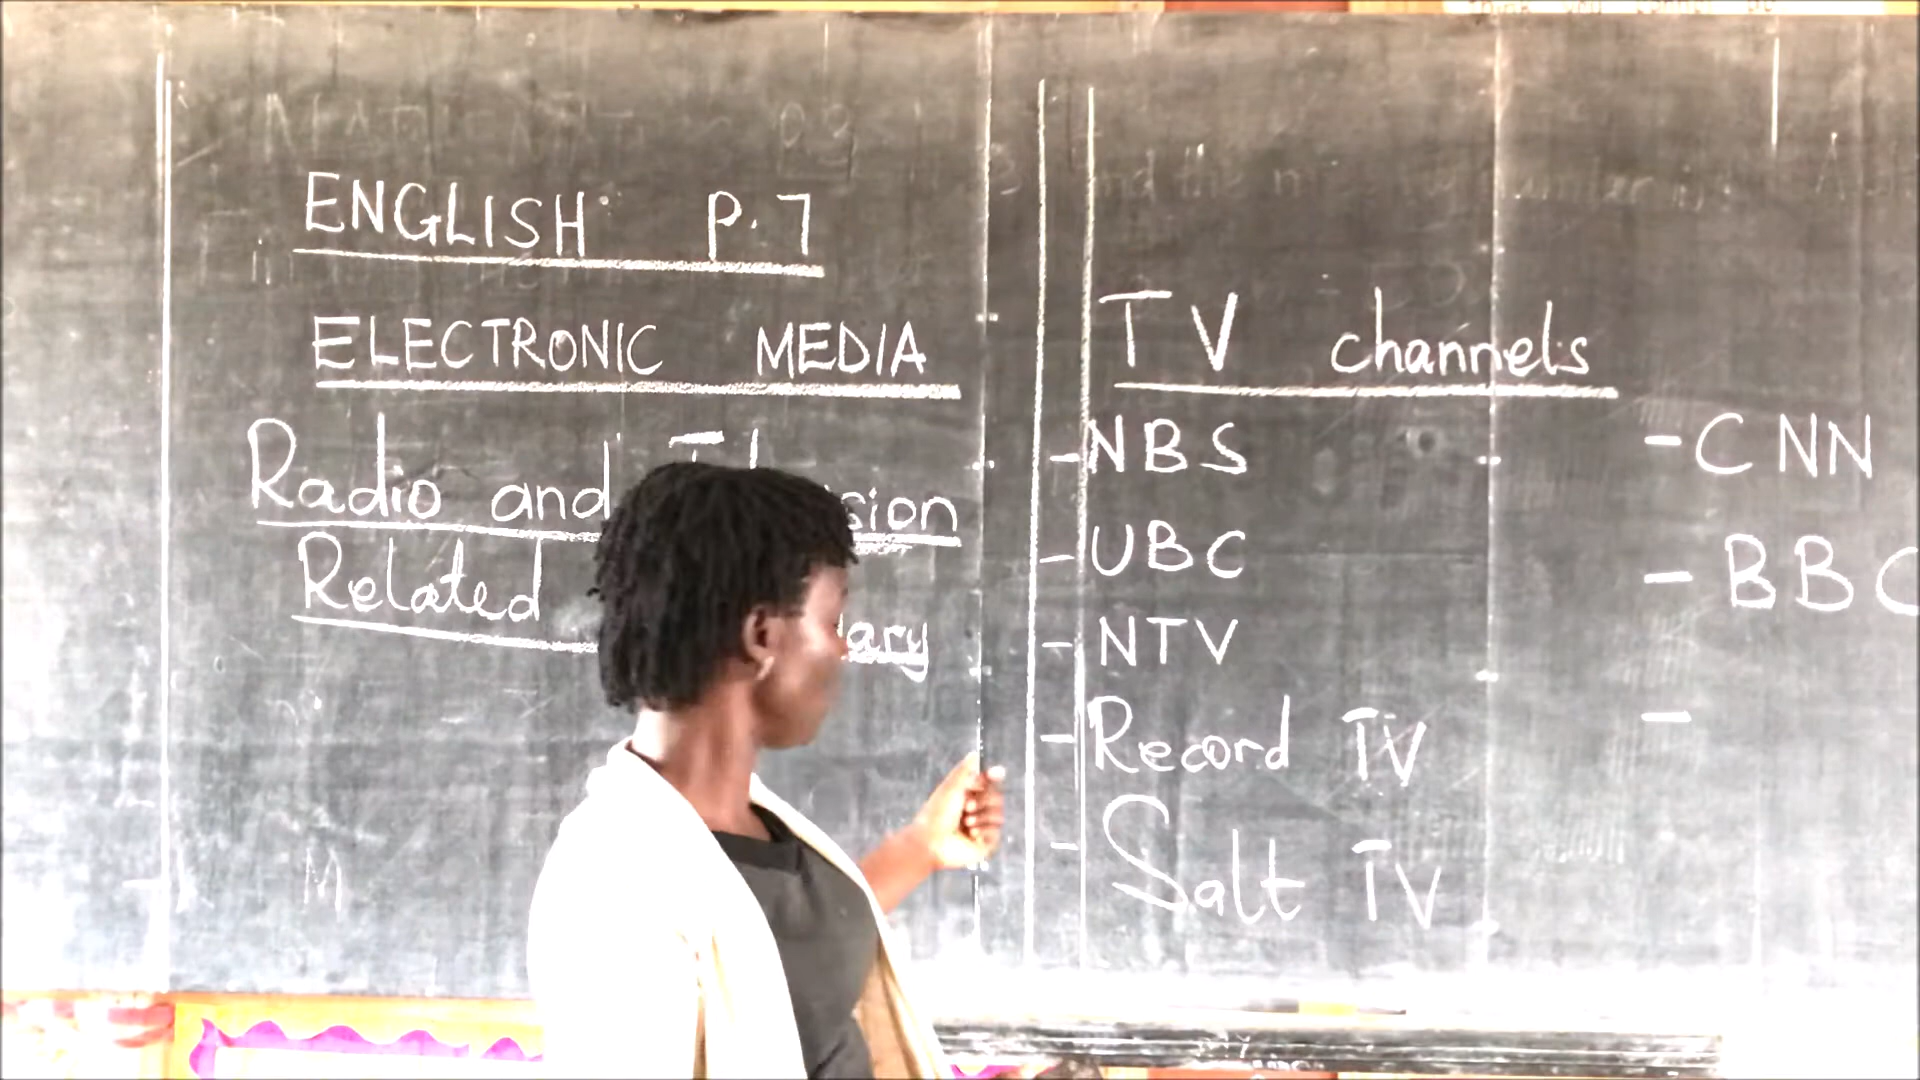 ENGLISH P.7
ELECTRONIC MEDIA
Radio and
Related
TV channels
- NBS
- UBC
- NTV
- Record TV
- Salt TV
- CNN
- BBC
-